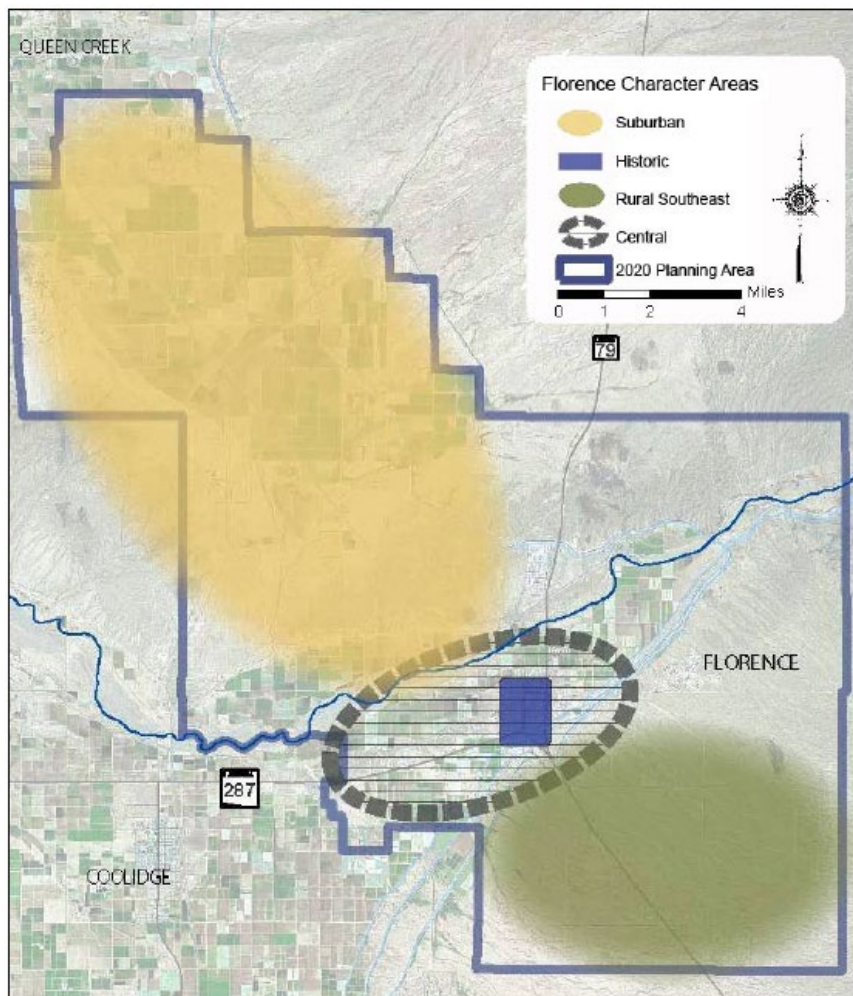 QUEEN CREEK
Florence Character Areas
Suburban
Historic
Rural Southeast
Central
2020 Planning Area
Miles
0 1 2 4
79
FLORENCE
287
COOLIDGE